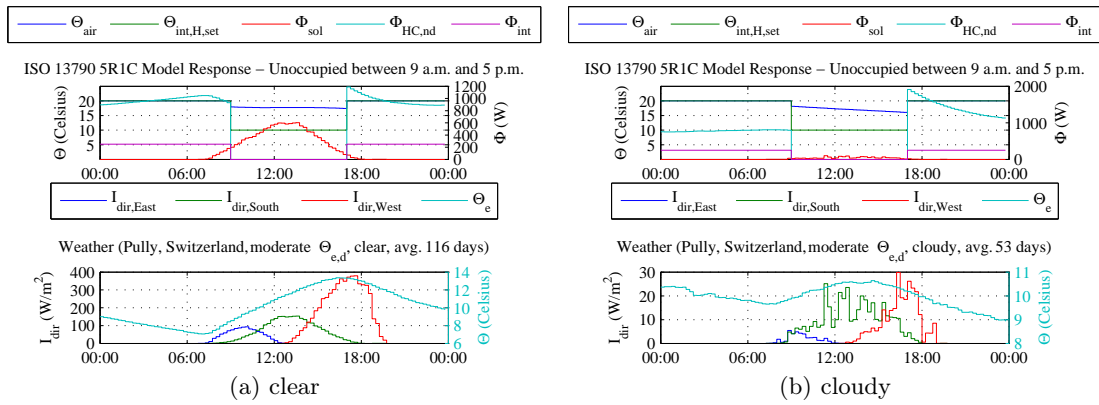 Θair Θint,H,set Φsol ΦHC,nd Φint
ISO 13790 5R1C Model Response – Unoccupied between 9 a.m. and 5 p.m.
Θ (Celsius)
20
15
10
5
1200
1000
800
600
400
200
0
Φ (W)
00:00 06:00 12:00 18:00 00:00
Idir,East Idir,South Idir,West Θe
Weather (Pully, Switzerland, moderate Θe,d, clear, avg. 116 days)
Idir (W/m2)
400
300
200
100
0
14
12
10
8
6
Θ (Celsius)
00:00 06:00 12:00 18:00 00:00
(a) clear
Θair Θint,H,set Φsol ΦHC,nd Φint
ISO 13790 5R1C Model Response – Unoccupied between 9 a.m. and 5 p.m.
Θ (Celsius)
20
15
10
5
2000
1000
0
Φ (W)
00:00 06:00 12:00 18:00 00:00
Idir,East Idir,South Idir,West Θe
Weather (Pully, Switzerland, moderate Θe,d, cloudy, avg. 53 days)
Idir (W/m2)
30
20
10
0
11
10
9
8
Θ (Celsius)
00:00 06:00 12:00 18:00 00:00
(b) cloudy